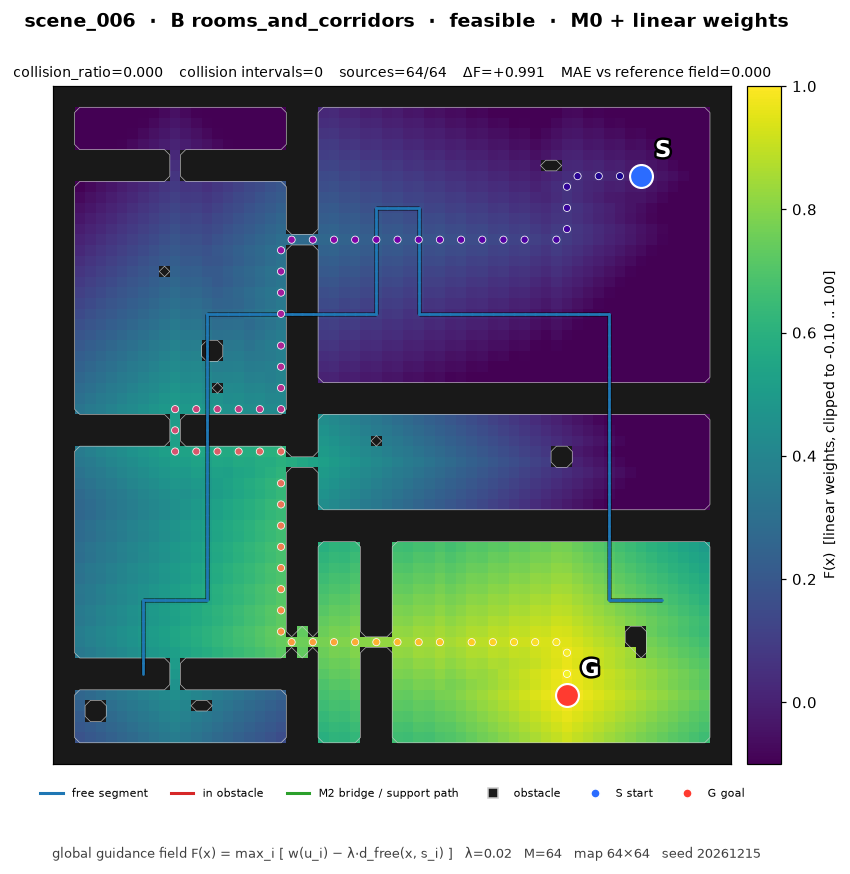 scene_006 · B rooms_and_corridors · feasible · M0 + linear weights
collision_ratio=0.000 collision intervals=0 sources=64/64 ΔF=+0.991 MAE vs reference field=0.000
S
G
1.0
0.8
0.6
0.4
0.2
0.0
F(x) [linear weights, clipped to -0.10 .. 1.00]
free segment in obstacle M2 bridge / support path obstacle S start G goal
global guidance field F(x) = max_i [ w(u_i) − λ·d_free(x, s_i) ] λ=0.02 M=64 map 64×64 seed 20261215